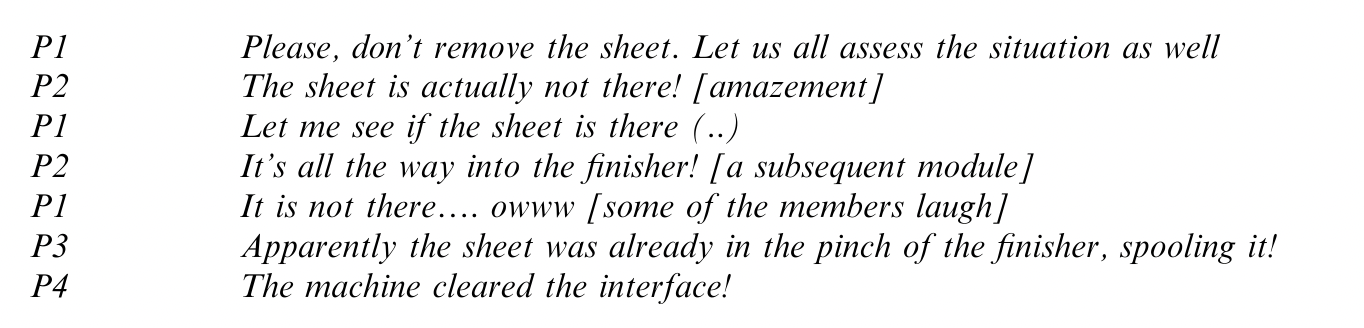 P1 Please, don’t remove the sheet. Let us all assess the situation as well
P2 The sheet is actually not there! [amazement]
P1 Let me see if the sheet is there (..)
P2 It’s all the way into the finisher! [a subsequent module]
P1 It is not there…. owww [some of the members laugh]
P3 Apparently the sheet was already in the pinch of the finisher, spooling it!
P4 The machine cleared the interface!